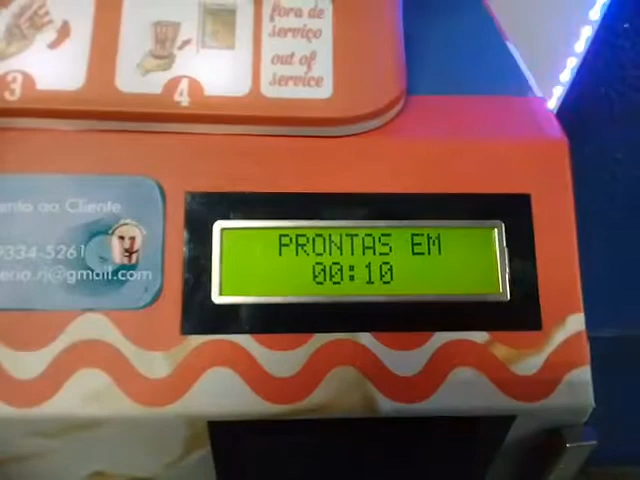 fora de
serviço
out of
service
3
4
nto ao Cliente
9334-5261
erio.rj@gmail.com
PRONTAS EM
00:10